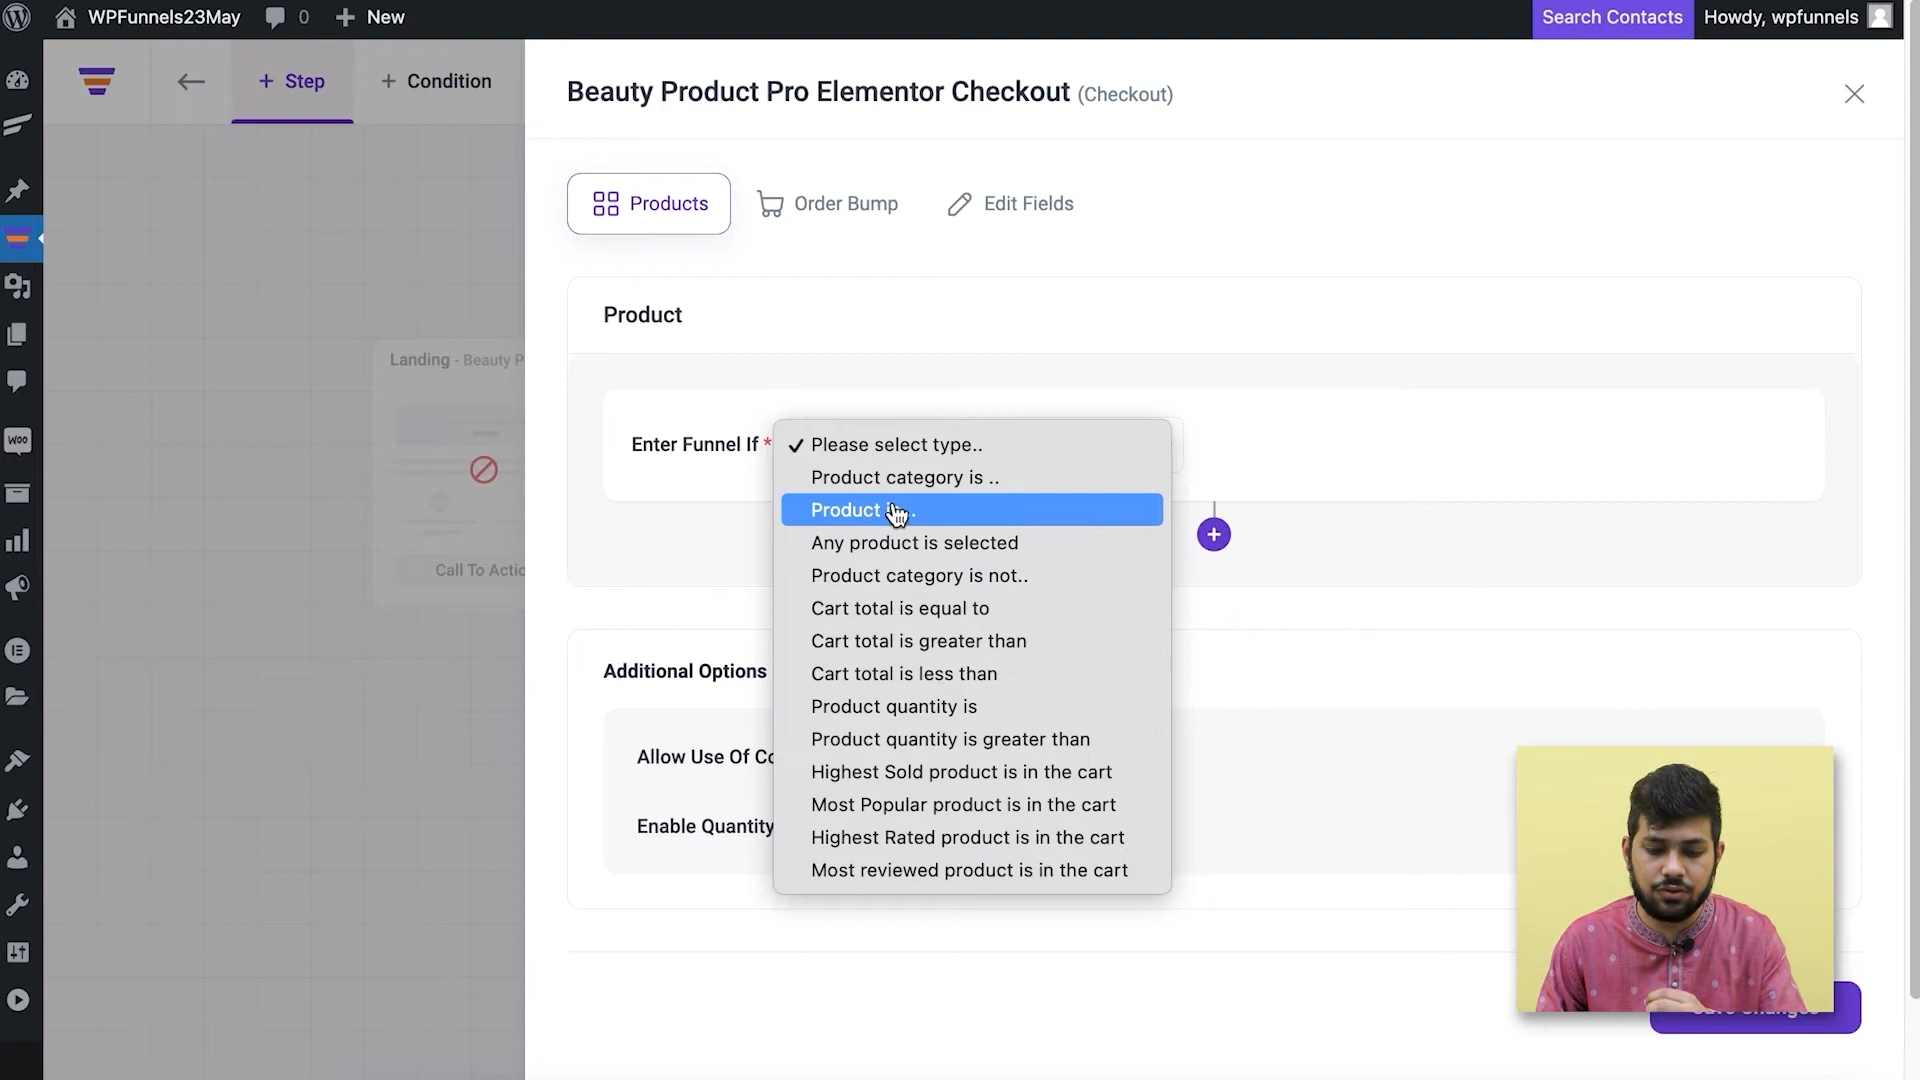 WPFunnels23May
0
New
Search Contacts
Howdy, wpfunnels
Step
Condition
Beauty Product Pro Elementor Checkout (Checkout)
Products
Order Bump
Edit Fields
Product
Landing - Beauty P
Enter Funnel If *
Please select type..
Product category is ..
Product
Any product is selected
Product category is not..
Cart total is equal to
Cart total is greater than
Cart total is less than
Product quantity is
Product quantity is greater than
Highest Sold product is in the cart
Most Popular product is in the cart
Highest Rated product is in the cart
Most reviewed product is in the cart
Call To Actio
WOO
Additional Options
Allow Use Of Co
Enable Quantity